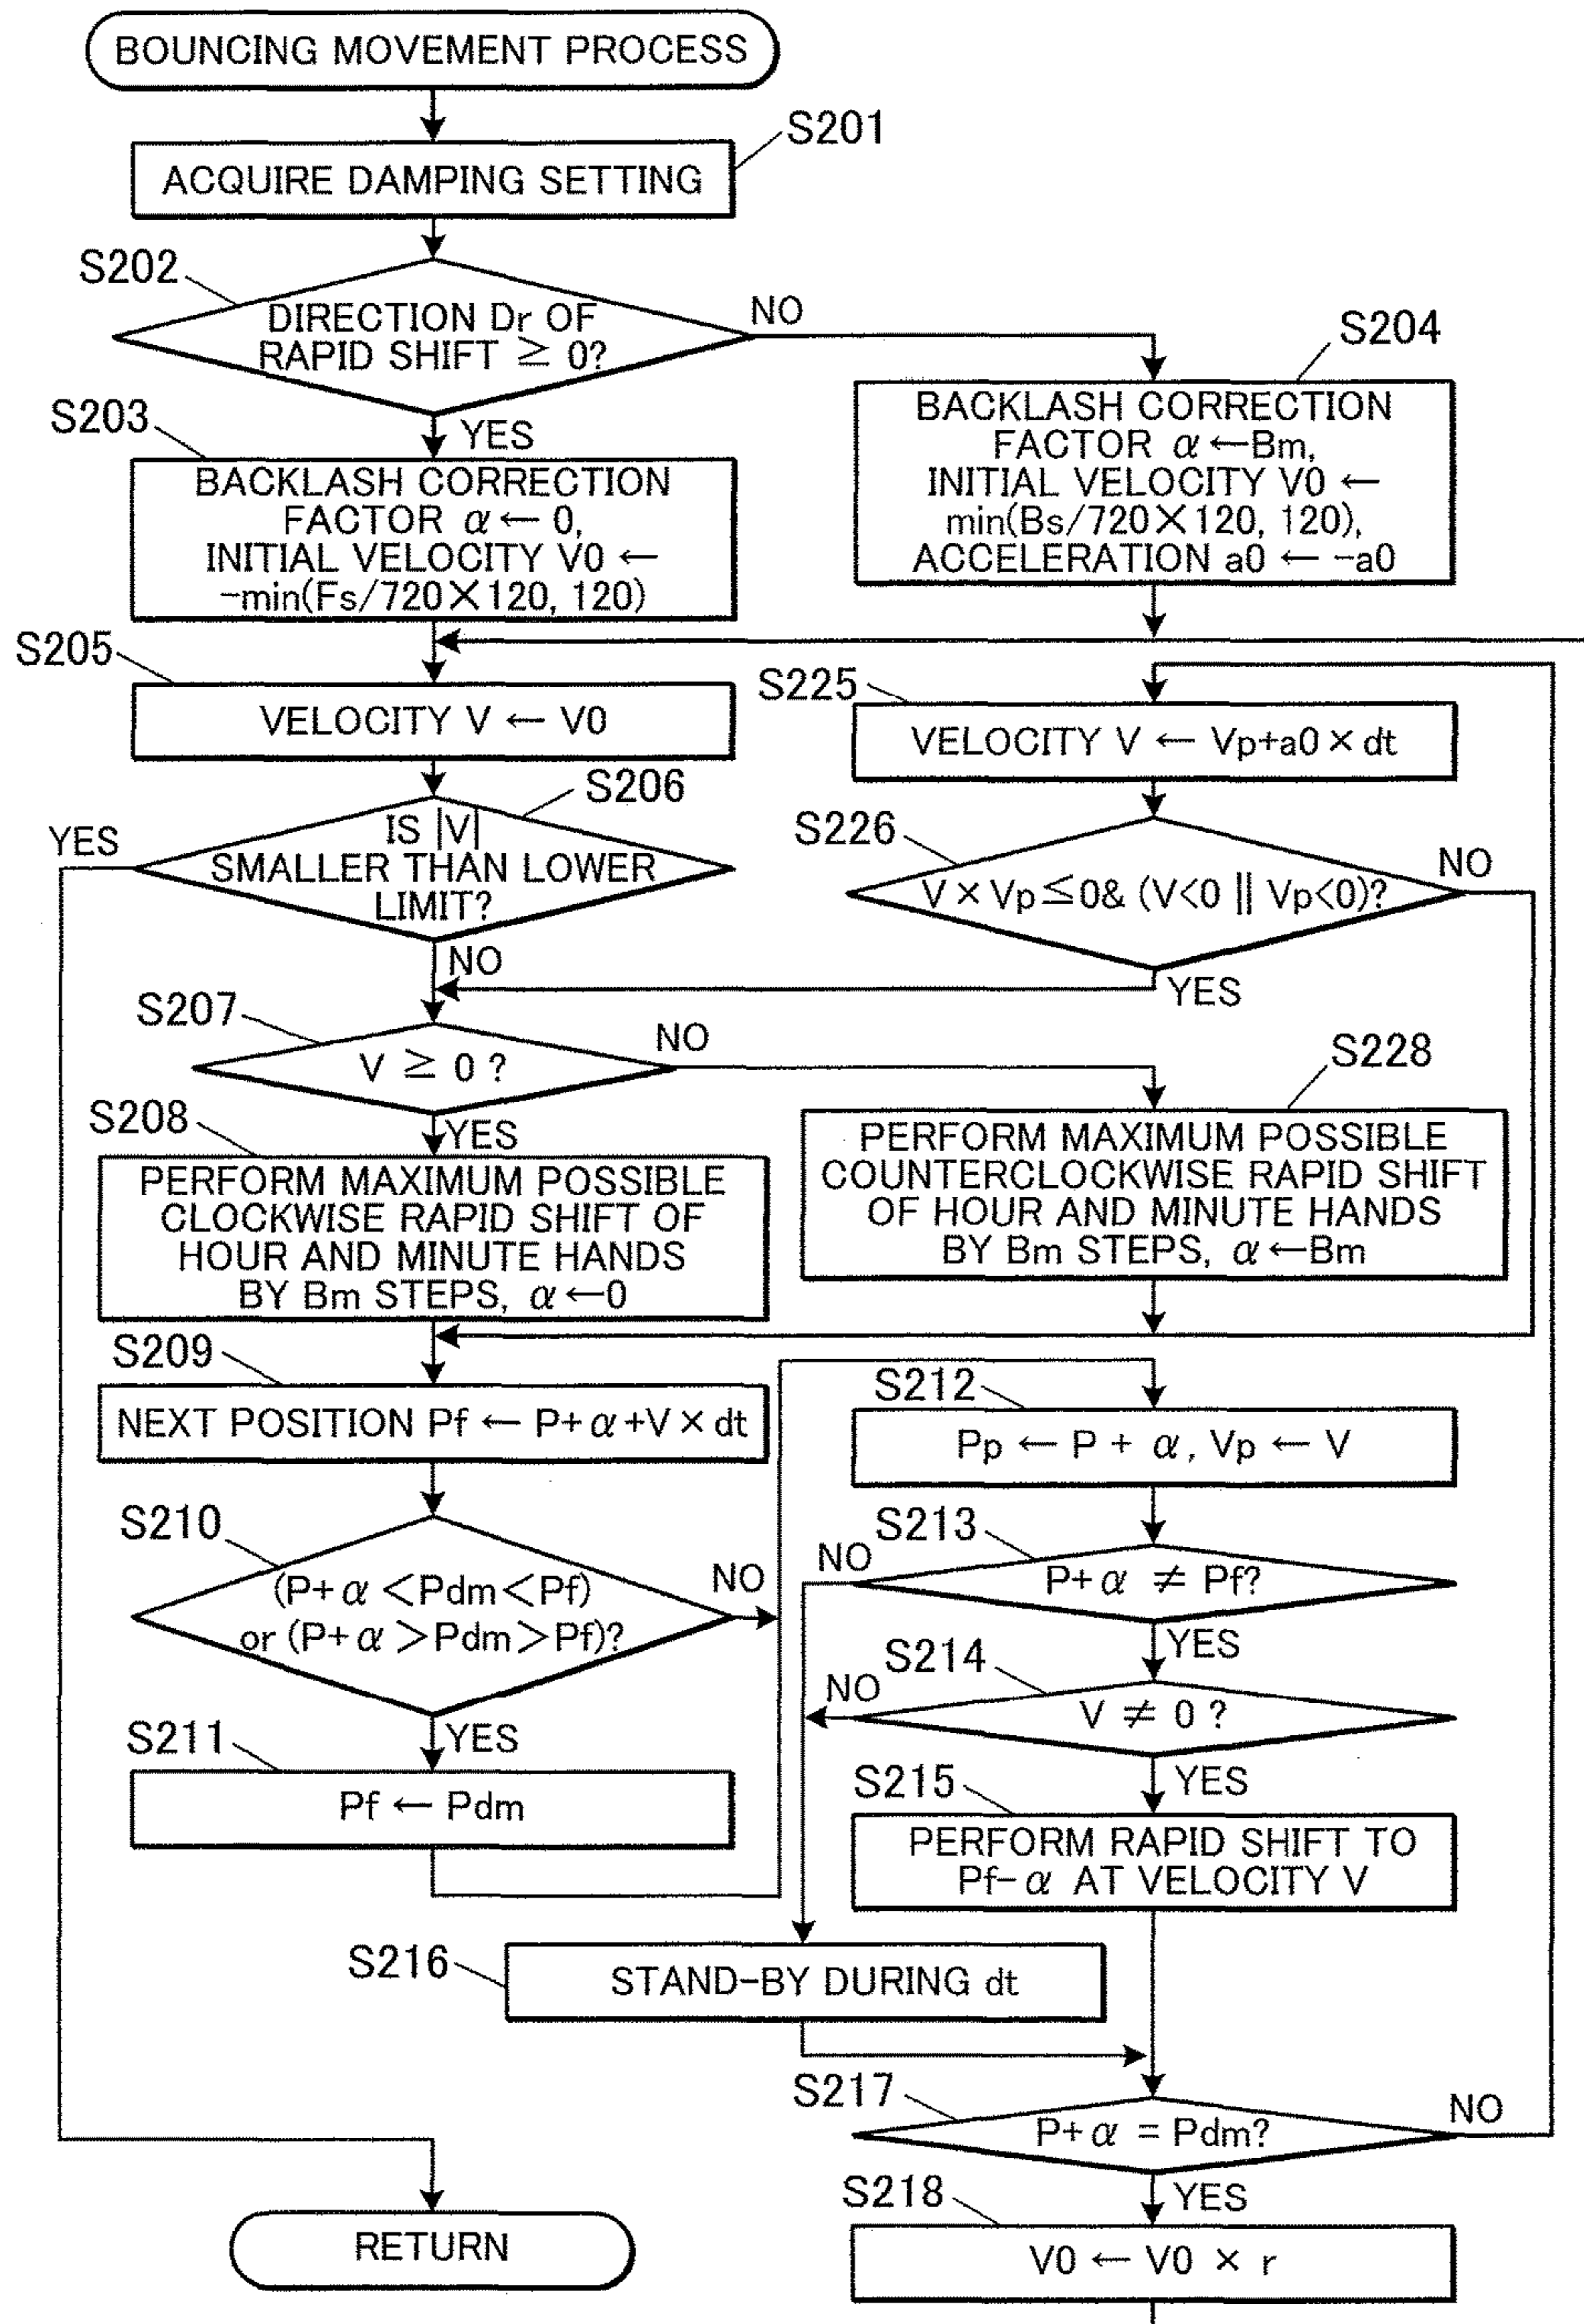 BOUNCING MOVEMENT PROCESS
S201
ACQUIRE DAMPING SETTING
S202
DIRECTION Dr OF
RAPID SHIFT ≧ 0?
NO
YES
S203
BACKLASH CORRECTION
FACTOR α ← 0,
INITIAL VELOCITY V0 ←
-min(Fs/720×120, 120)
S204
BACKLASH CORRECTION
FACTOR α ←Bm,
INITIAL VELOCITY V0 ←
min(Bs/720×120, 120),
ACCELERATION a0 ← -a0
S205
VELOCITY V ← V0
S206
IS |V|
SMALLER THAN LOWER
LIMIT?
YES
NO
S225
VELOCITY V ← Vp+a0×dt
S226
V×Vp≦0& (V<0 || Vp<0)?
NO
YES
S207
V ≧ 0 ?
NO
YES
S208
PERFORM MAXIMUM POSSIBLE
CLOCKWISE RAPID SHIFT OF
HOUR AND MINUTE HANDS
BY Bm STEPS, α←0
S228
PERFORM MAXIMUM POSSIBLE
COUNTERCLOCKWISE RAPID SHIFT
OF HOUR AND MINUTE HANDS
BY Bm STEPS, α←Bm
S209
NEXT POSITION Pf ← P+α+V×dt
S210
(P+α<Pdm<Pf)
or (P+α>Pdm>Pf)?
NO
YES
S211
Pf ← Pdm
S212
Pp ← P + α, Vp ← V
S213
P+α ≠ Pf?
NO
YES
S214
V ≠ 0 ?
NO
YES
S215
PERFORM RAPID SHIFT TO
Pf-α AT VELOCITY V
S216
STAND-BY DURING dt
S217
P+α = Pdm?
NO
YES
S218
V0 ← V0 × r
RETURN